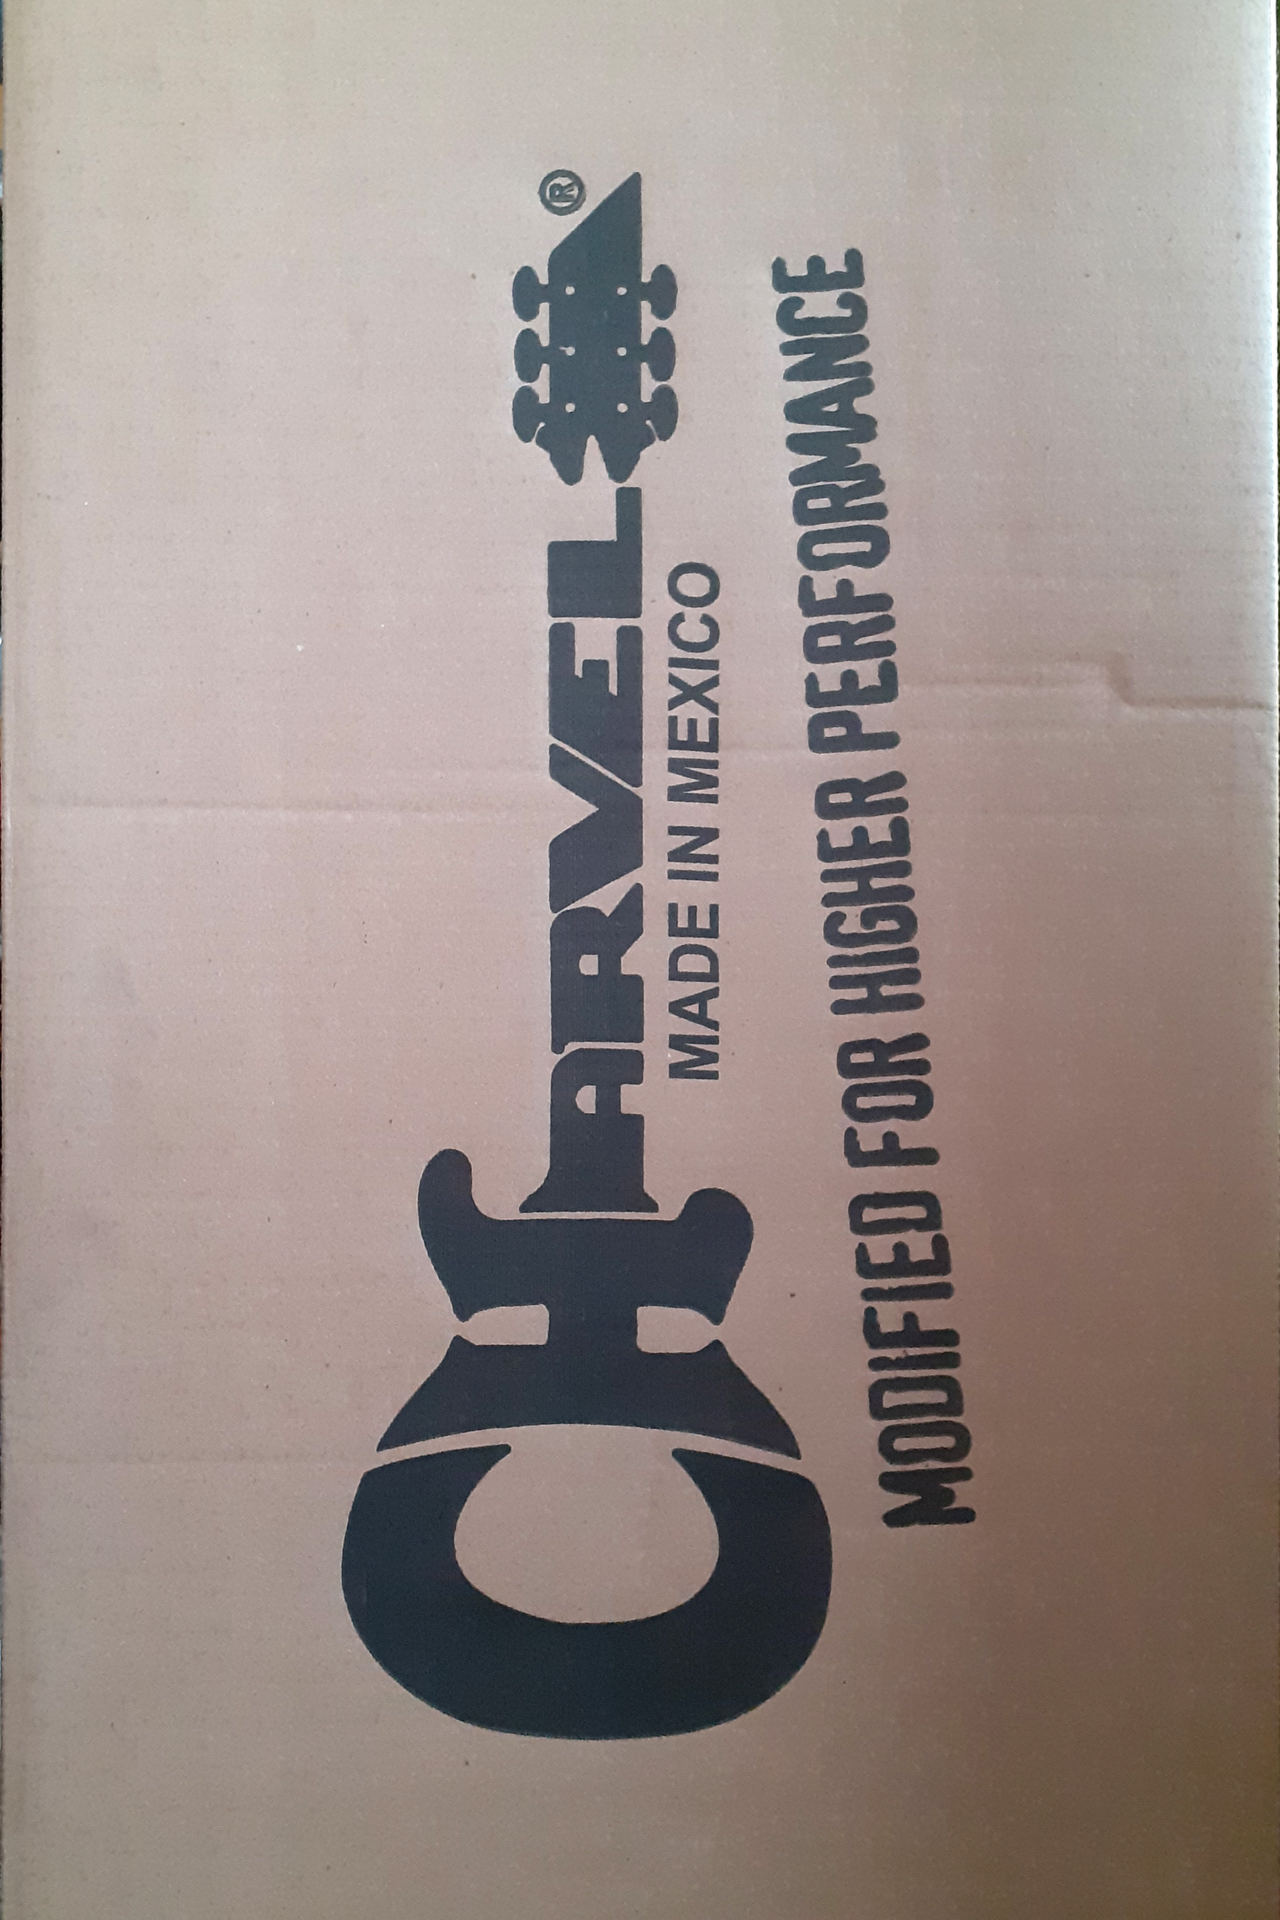 CHARVEL®
MADE IN MEXICO
MODIFIED FOR HIGHER PERFORMANCE